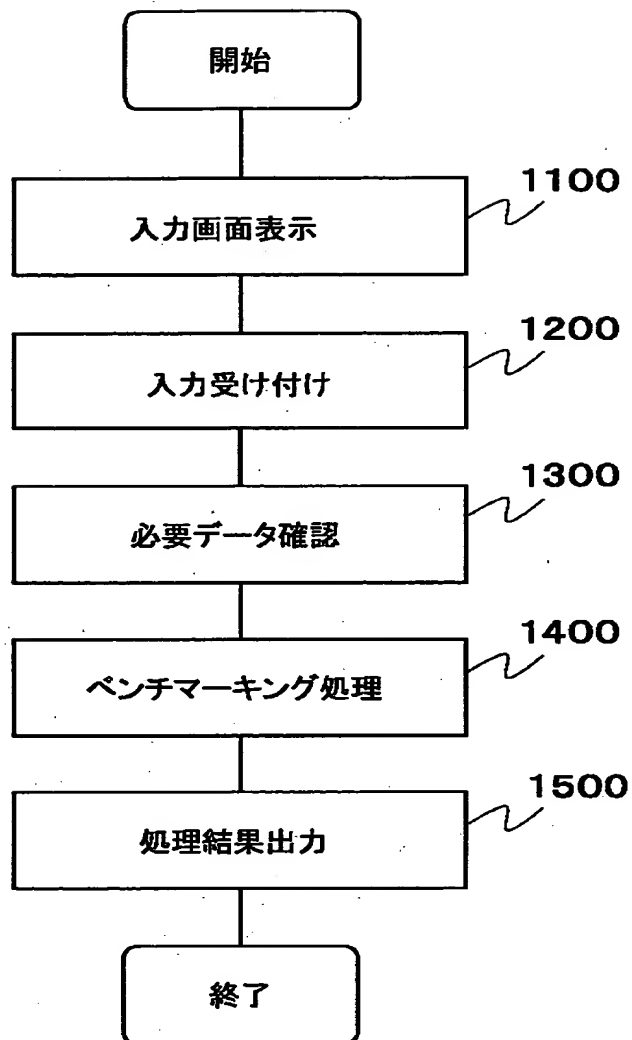 開始
1100
入力画面表示
1200
入力受け付け
1300
必要データ確認
1400
ベンチマーキング処理
1500
処理結果出力
終了